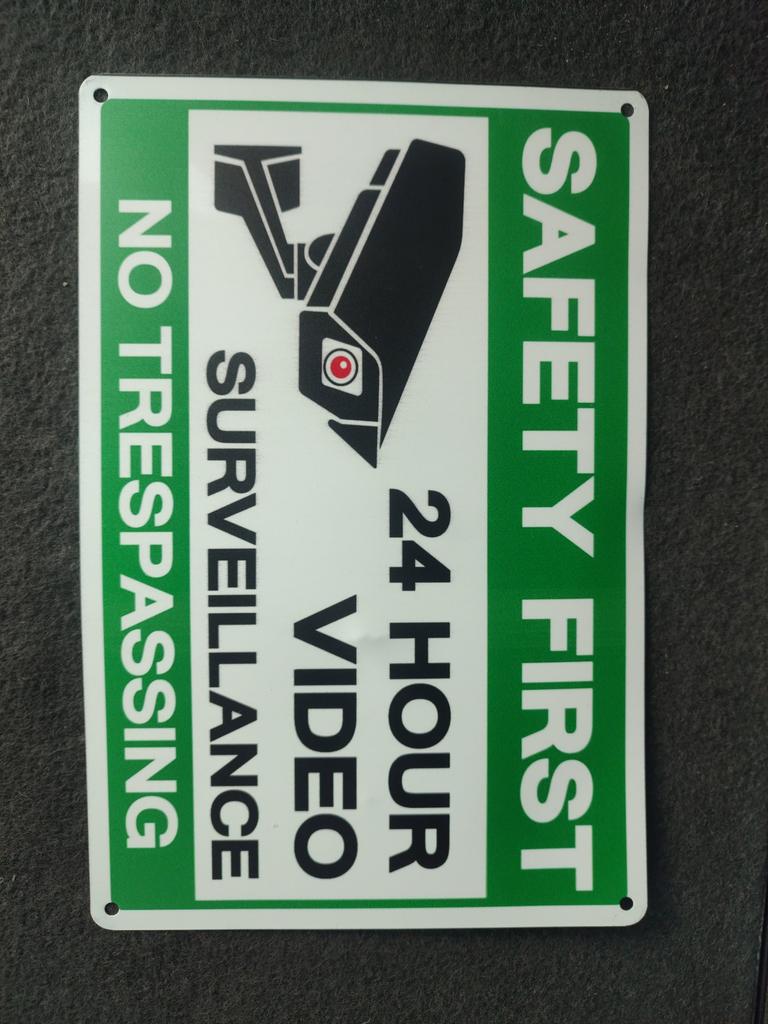 SAFETY FIRST
24 HOUR
VIDEO
SURVEILLANCE
NO TRESPASSING